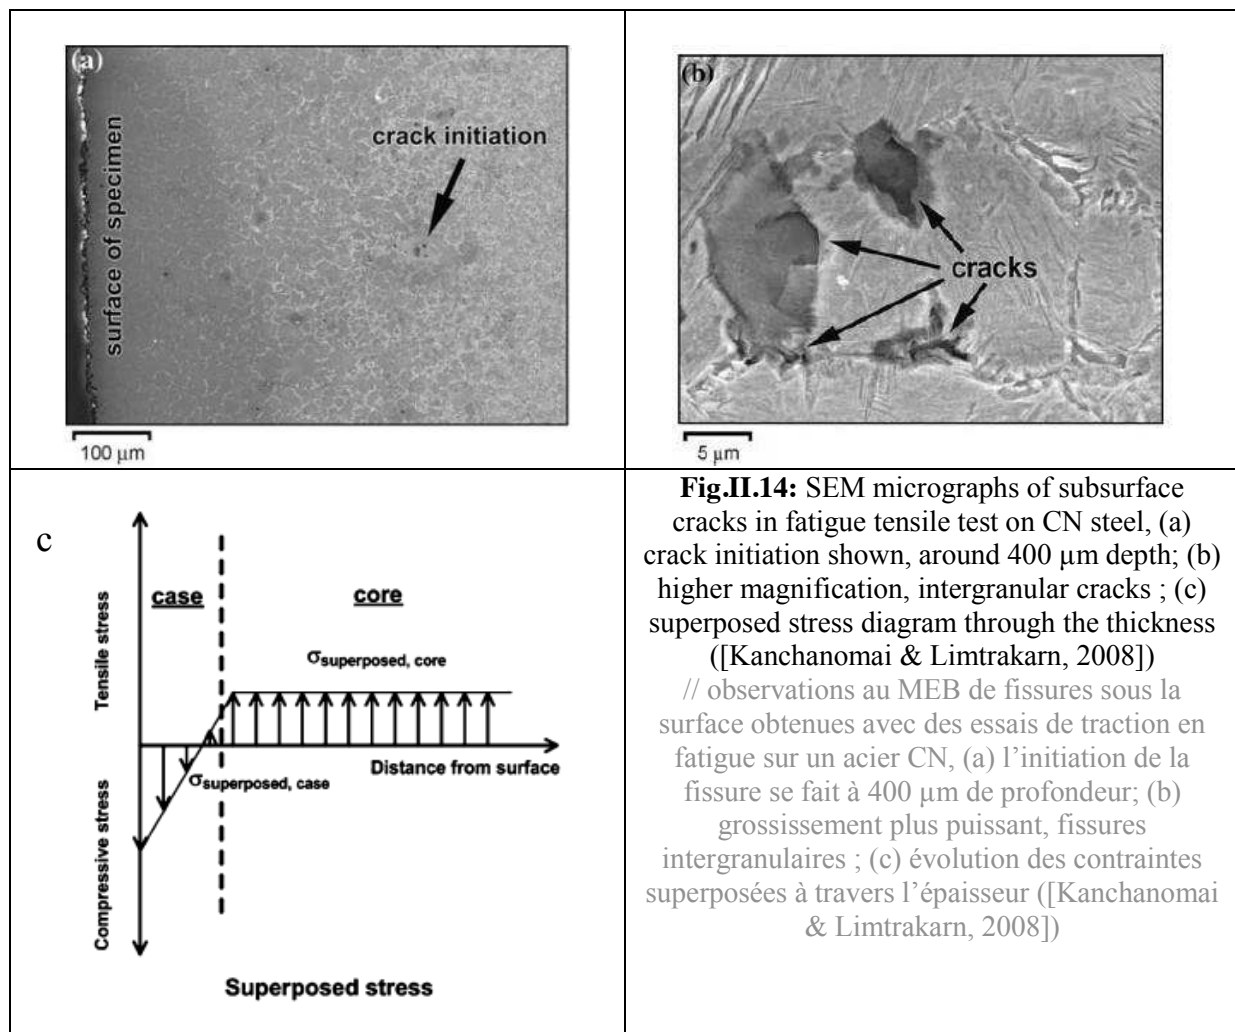 (a)
crack initiation
surface of specimen
100 µm
(b)
cracks
5 µm
c
Tensile stress
Compressive stress
case
core
σsuperposed, core
σsuperposed, case
Distance from surface
Superposed stress
Fig.II.14: SEM micrographs of subsurface
cracks in fatigue tensile test on CN steel, (a)
crack initiation shown, around 400 µm depth; (b)
higher magnification, intergranular cracks ; (c)
superposed stress diagram through the thickness
([Kanchanomai & Limtrakarn, 2008])
// observations au MEB de fissures sous la
surface obtenues avec des essais de traction en
fatigue sur un acier CN, (a) l’initiation de la
fissure se fait à 400 µm de profondeur; (b)
grossissement plus puissant, fissures
intergranulaires ; (c) évolution des contraintes
superposées à travers l’épaisseur ([Kanchanomai
& Limtrakarn, 2008])